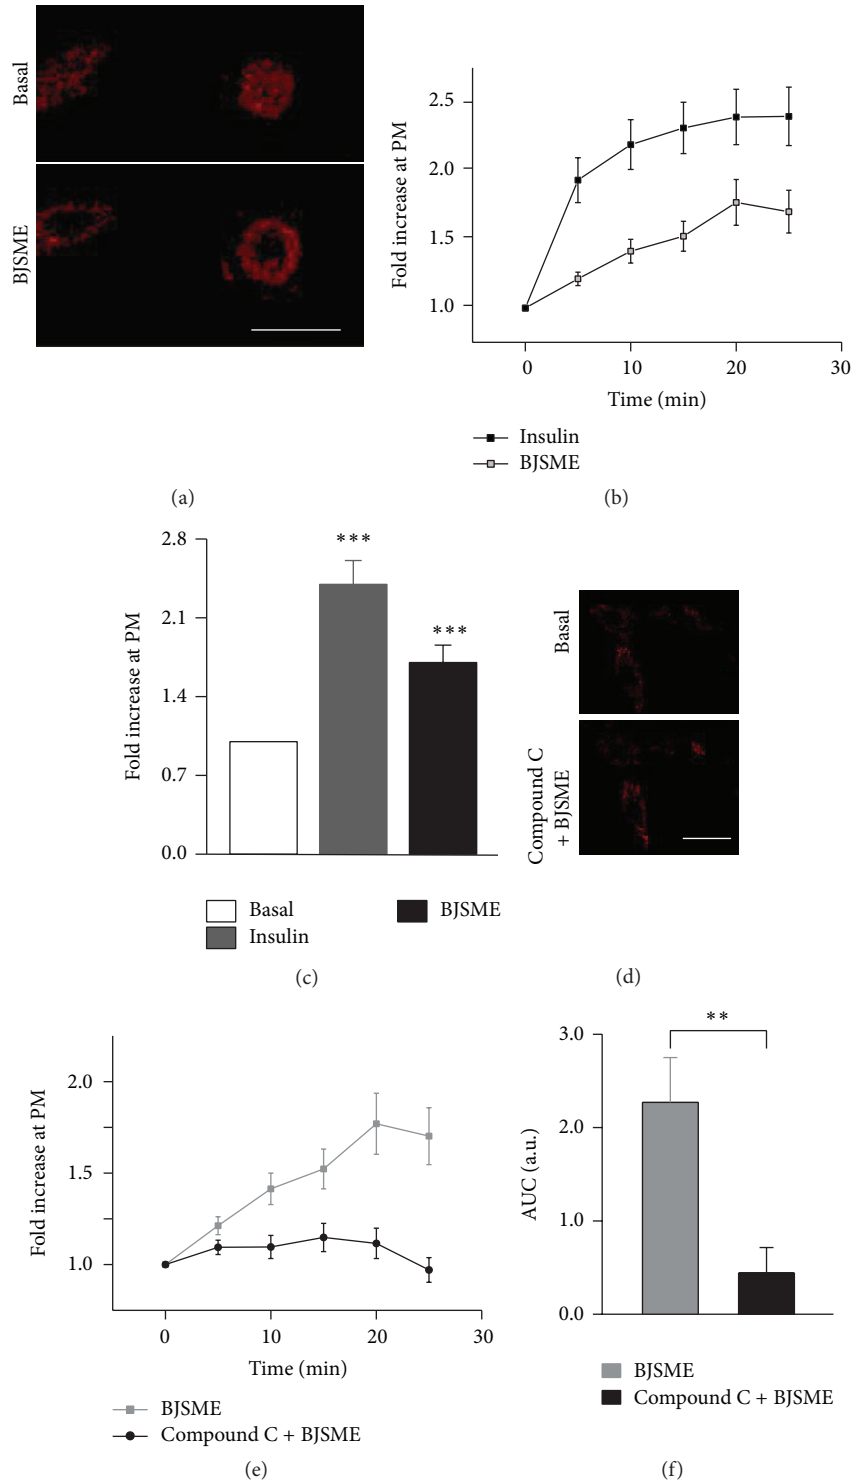 Basal
BJSME
(a)
Fold increase at PM
2.5
2.0
1.5
1.0
0
10
20
30
Time (min)
Insulin
BJSME
(b)
Fold increase at PM
2.8
2.1
1.4
0.7
0.0
***
***
Basal
Insulin
BJSME
(c)
Basal
Compound C
+ BJSME
(d)
Fold increase at PM
2.0
1.5
1.0
0
10
20
30
Time (min)
BJSME
Compound C + BJSME
(e)
AUC (a.u.)
3.0
2.0
1.0
0.0
**
BJSME
Compound C + BJSME
(f)